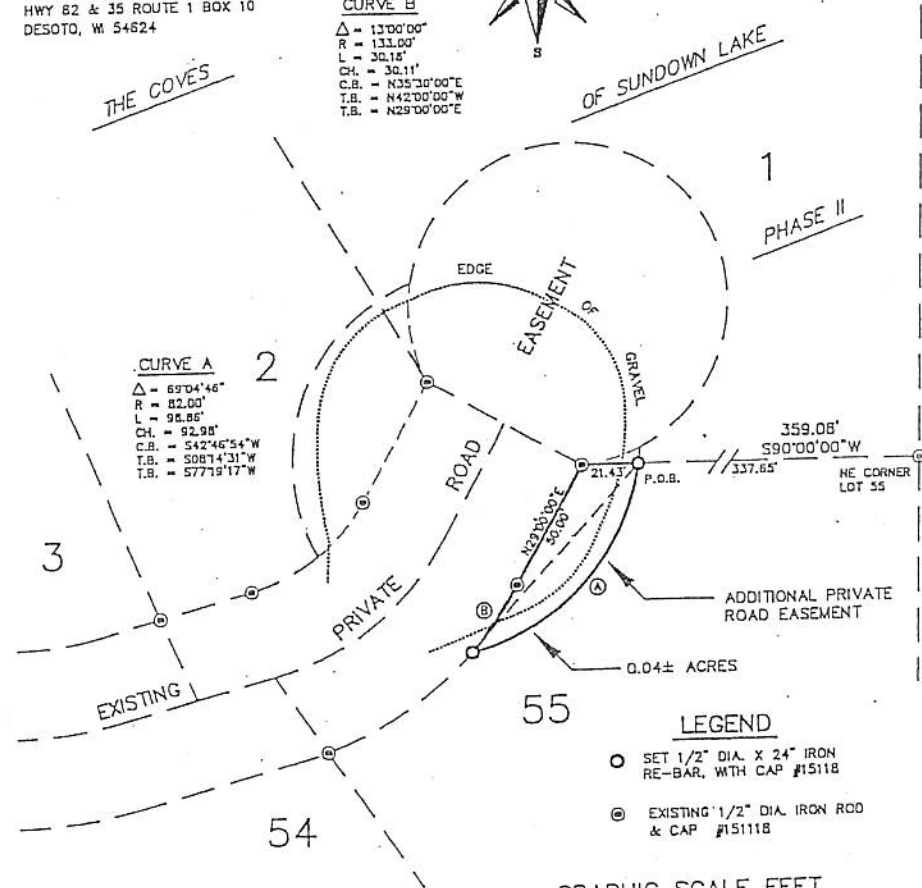 HWY 82 & 35 ROUTE 1 BOX 10
DESOTO, WI 54624
CURVE B
Δ = 13°00'00"
R = 133.00'
L = 30.18'
CH. = 30.11'
C.B. = N35°30'00"E
T.B. = N42°00'00"W
T.B. = N29°00'00"E
S
THE COVES
OF SUNDOWN LAKE
1
PHASE II
EDGE
OF
GRAVEL
EASEMENT
2
CURVE A
Δ = 69°04'46"
R = 82.00'
L = 98.86'
CH. = 92.98'
C.B. = S42°46'54"W
T.B. = S08°14'31"W
T.B. = S77°19'17"W
359.08'
S90°00'00"W
21.43'
P.O.B.
337.65'
NE CORNER
LOT 55
N29°00'00"E
50.00'
3
ROAD
PRIVATE
EXISTING
B
A
ADDITIONAL PRIVATE
ROAD EASEMENT
0.04± ACRES
55
54
LEGEND
SET 1/2" DIA. X 24" IRON
RE-BAR, WITH CAP #15118
EXISTING 1/2" DIA. IRON ROD
& CAP #151118
GRAPHIC SCALE FEET